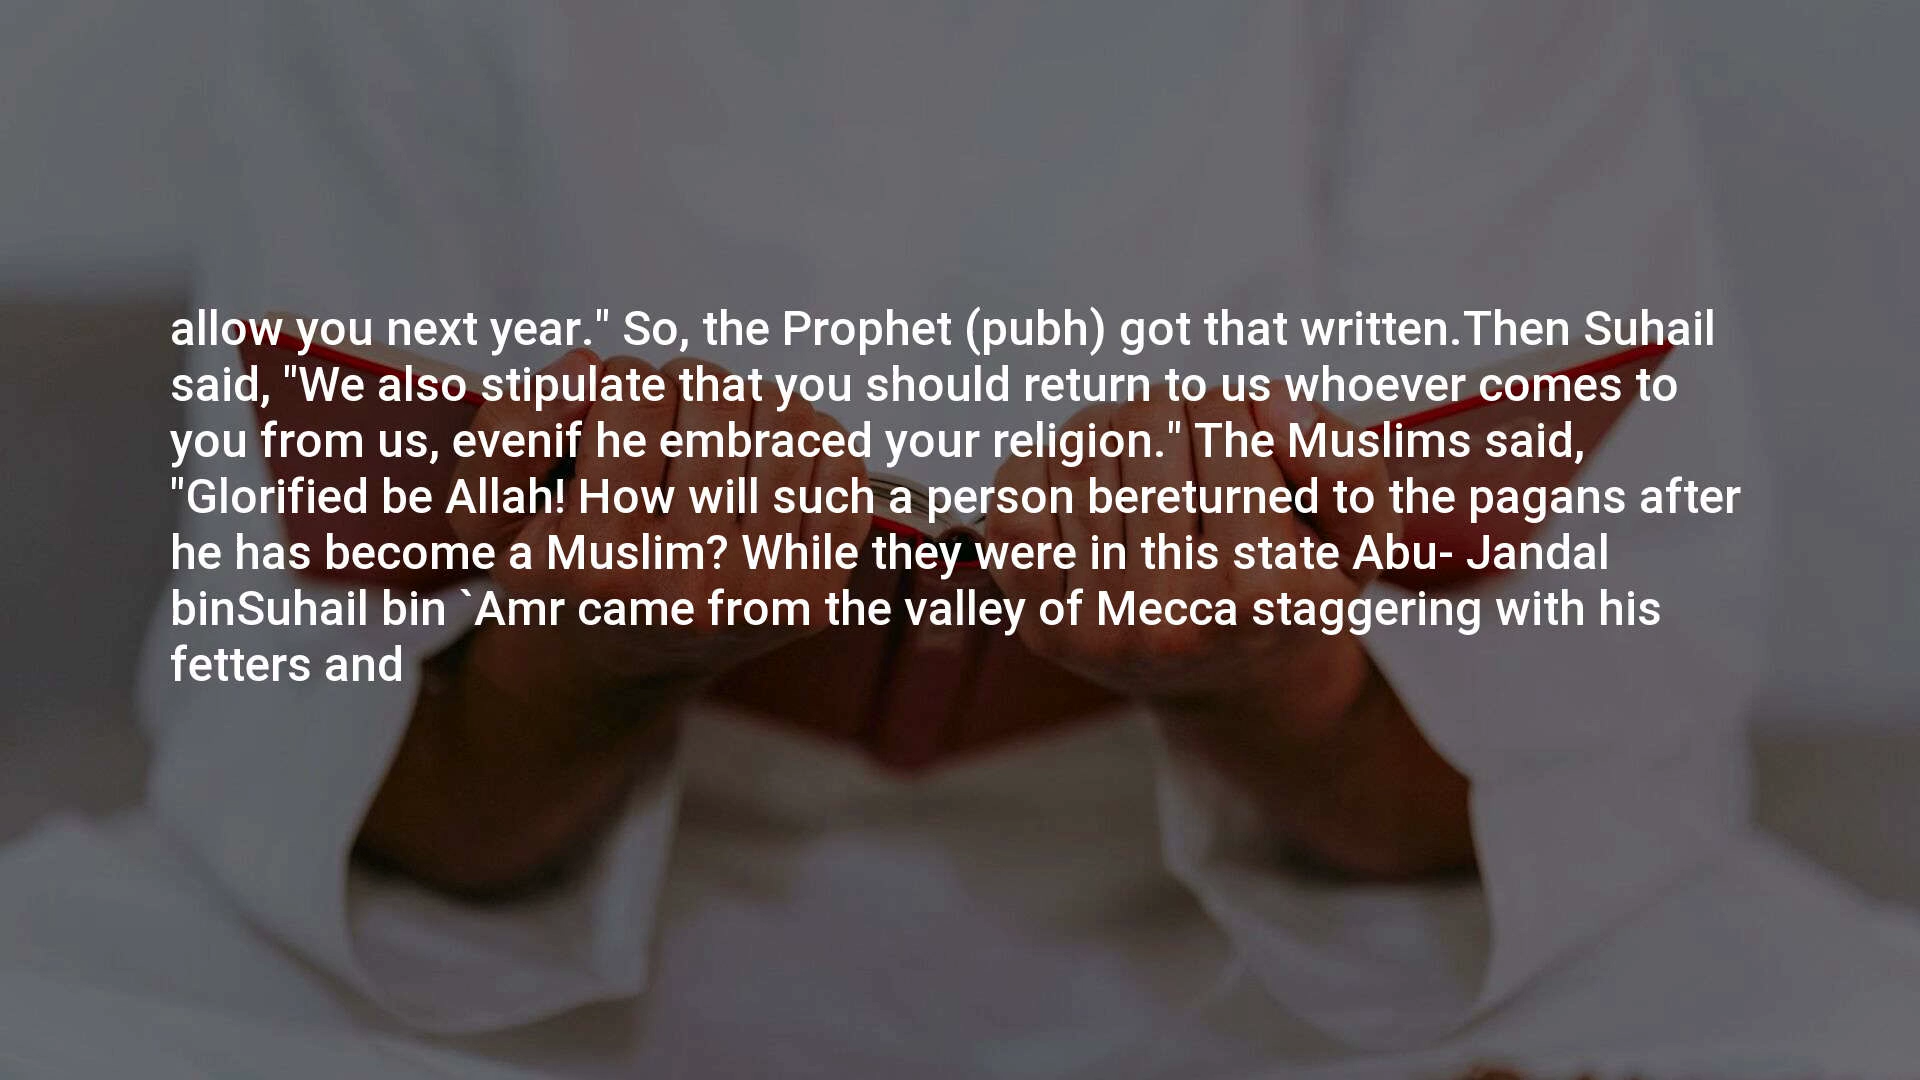 allow you next year." So, the Prophet (pubh) got that written.Then Suhail
said, "We also stipulate that you should return to us whoever comes to
you from us, evenif he embraced your religion." The Muslims said,
"Glorified be Allah! How will such a person bereturned to the pagans after
he has become a Muslim? While they were in this state Abu- Jandal
binSuhail bin `Amr came from the valley of Mecca staggering with his
fetters and